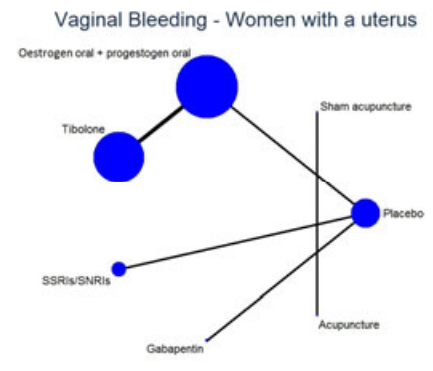 Vaginal Bleeding - Women with a uterus
Oestrogen oral + progestogen oral
Sham acupuncture
Tibolone
Placebo
SSRIs/SNRIs
Acupuncture
Gabapentin